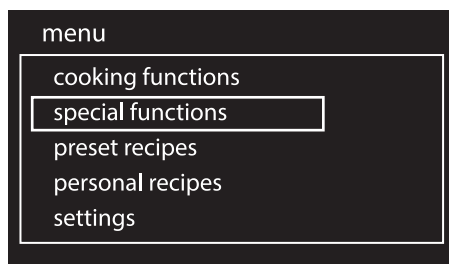 menu
cooking functions
special functions
preset recipes
personal recipes
settings